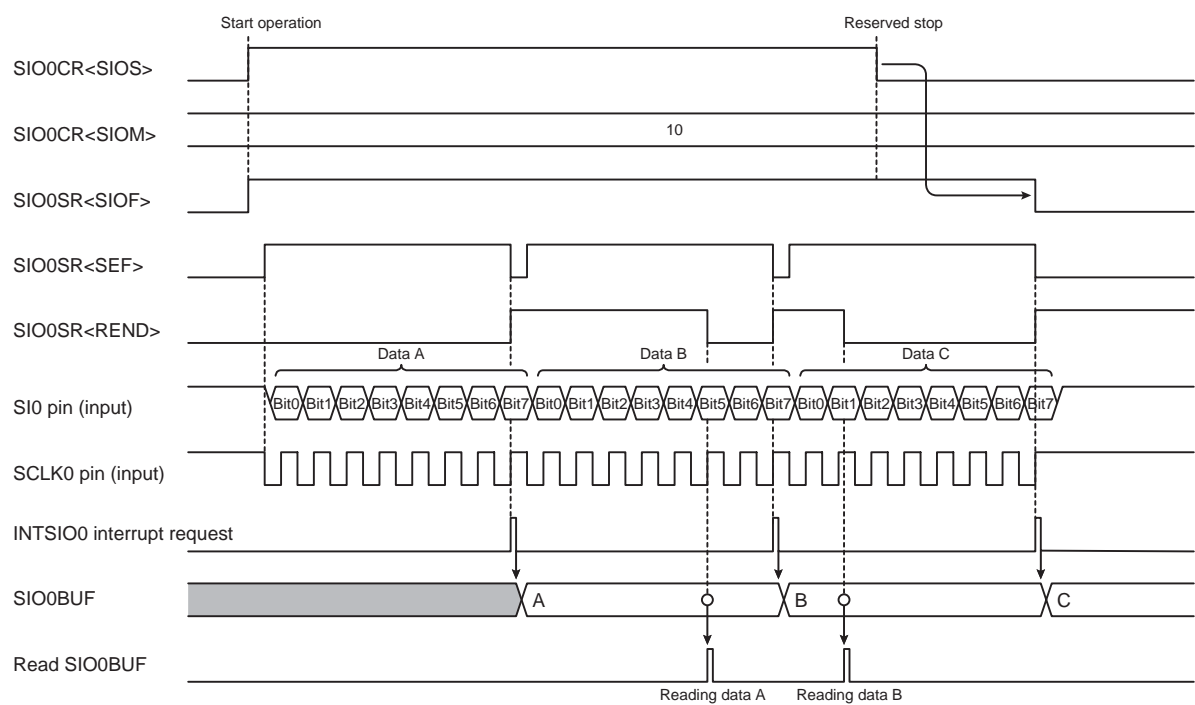 Start operation
Reserved stop
SIO0CR<SIOS>
SIO0CR<SIOM>
10
SIO0SR<SIOF>
SIO0SR<SEF>
SIO0SR<REND>
Data A
Data B
Data C
SI0 pin (input)
Bit0 Bit1 Bit2 Bit3 Bit4 Bit5 Bit6 Bit7 Bit0 Bit1 Bit2 Bit3 Bit4 Bit5 Bit6 Bit7 Bit0 Bit1 Bit2 Bit3 Bit4 Bit5 Bit6 Bit7
SCLK0 pin (input)
INTSIO0 interrupt request
SIO0BUF
A
B
C
Read SIO0BUF
Reading data A
Reading data B